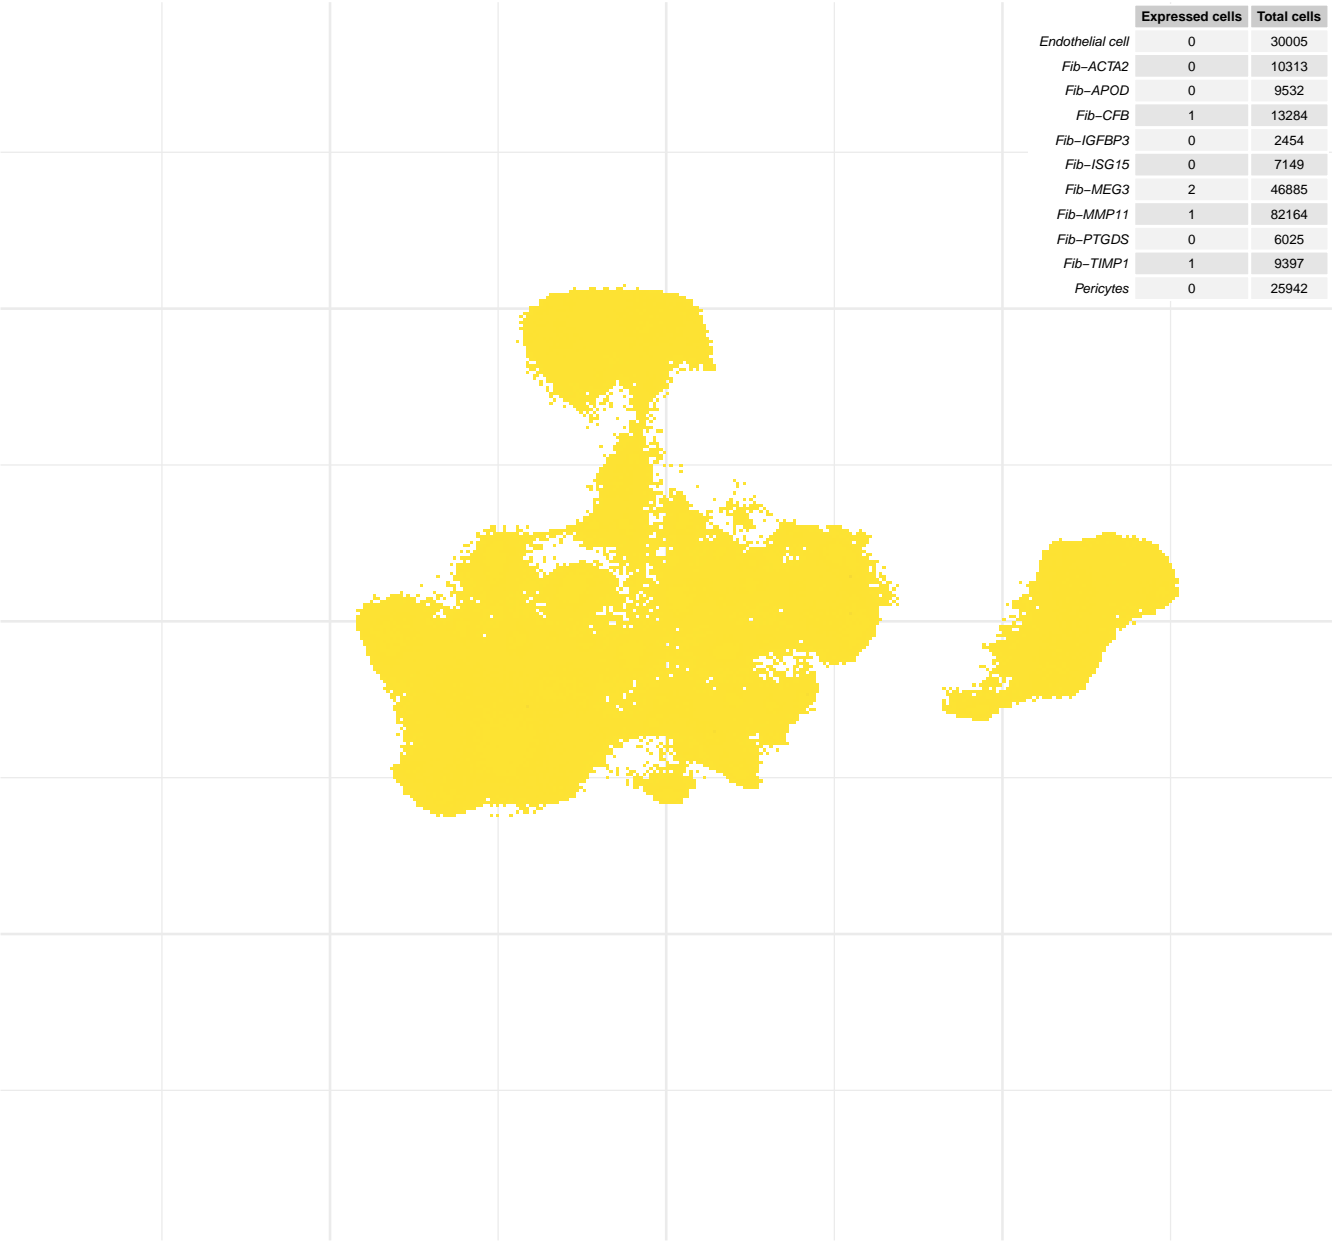 Expressed cells Total cells
Endothelial cell 0 30005
Fib−ACTA2 0 10313
Fib−APOD 0 9532
Fib−CFB 1 13284
Fib−IGFBP3 0 2454
Fib−ISG15 0 7149
Fib−MEG3 2 46885
Fib−MMP11 1 82164
Fib−PTGDS 0 6025
Fib−TIMP1 1 9397
Pericytes 0 25942